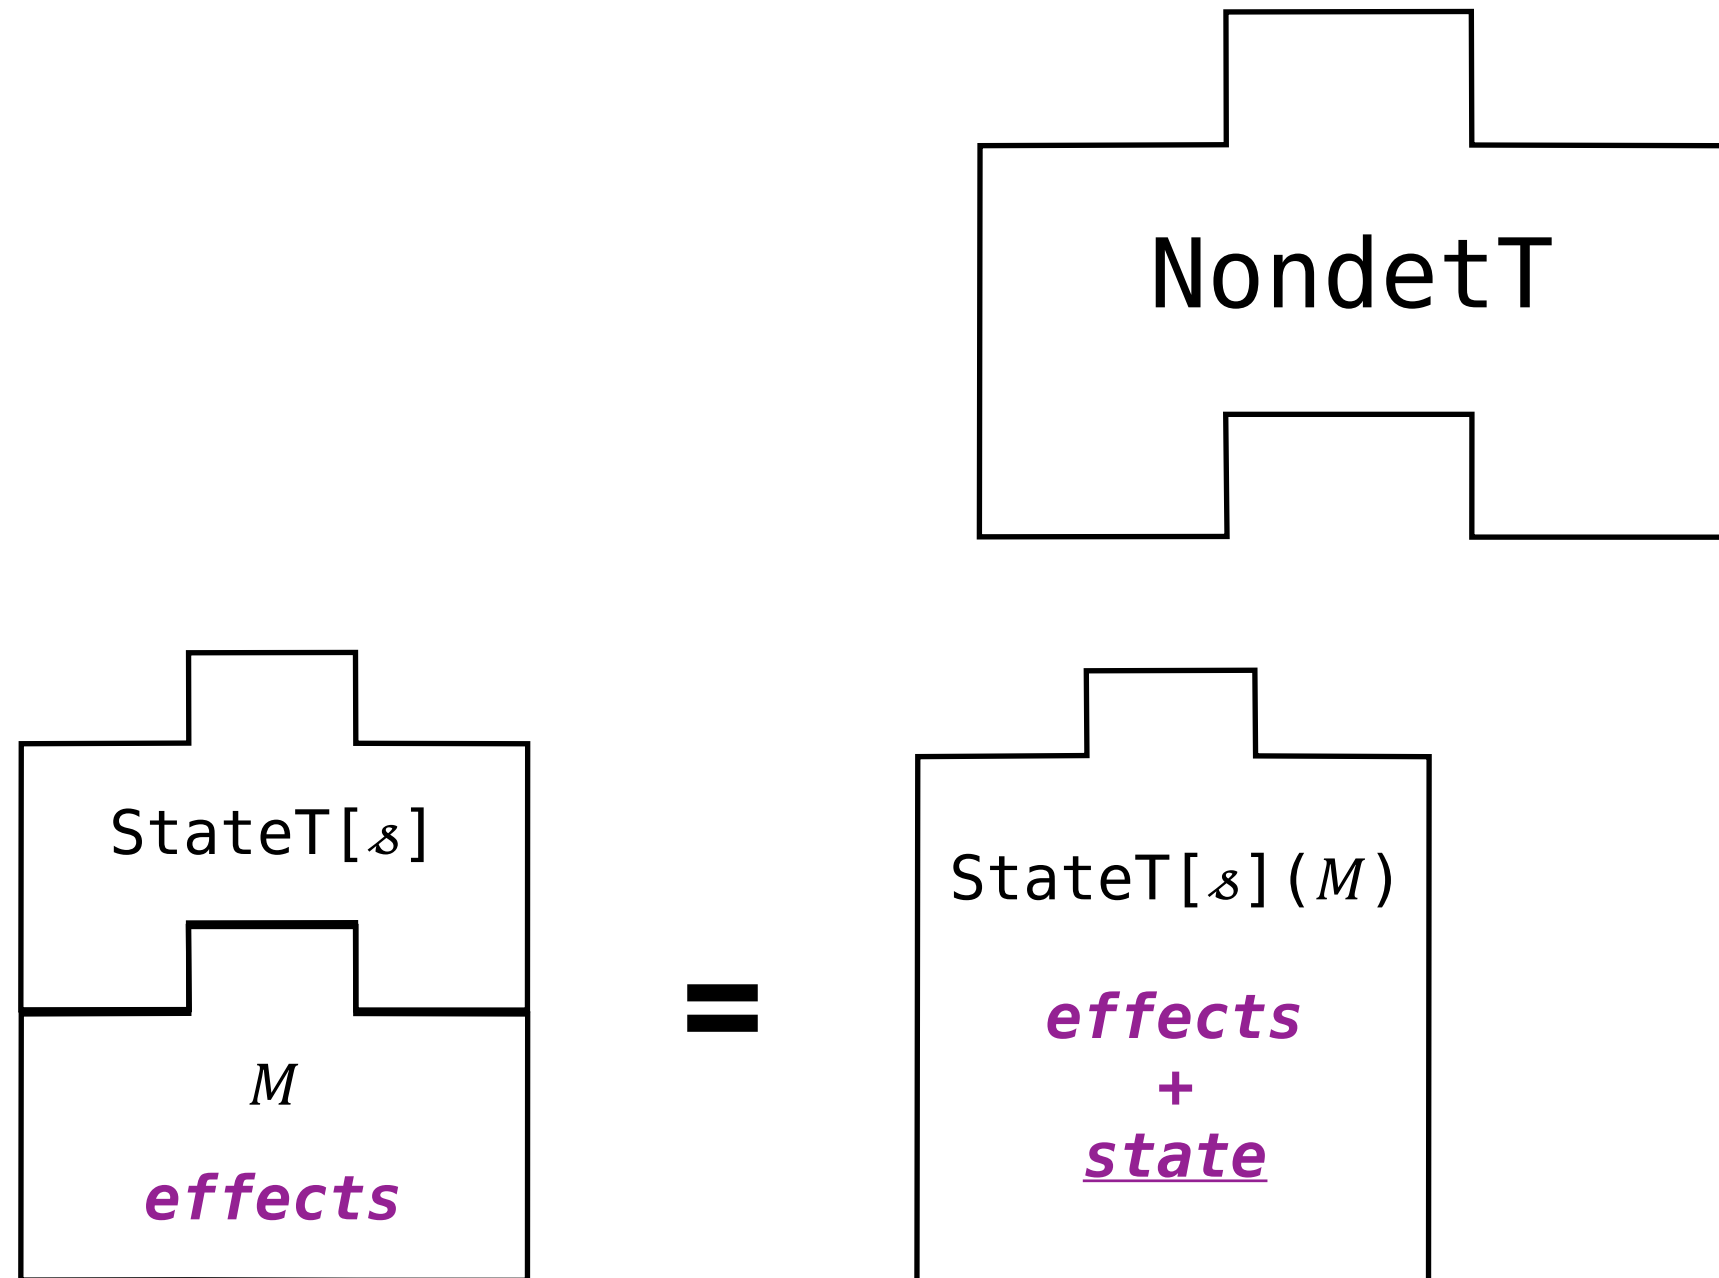 NondetT
StateT[𝓈]
M
effects
=
StateT[𝓈](M)
effects
+
state